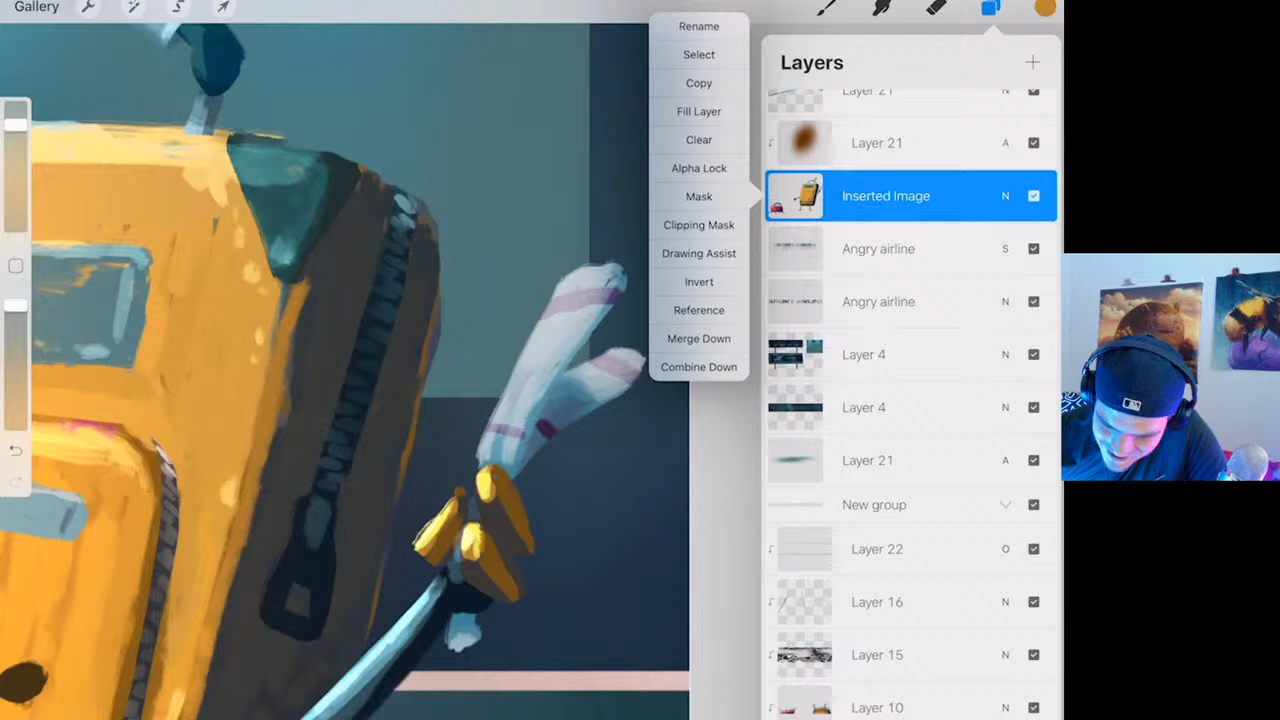 Gallery
Rename
Select
Copy
Fill Layer
Clear
Alpha Lock
Mask
Clipping Mask
Drawing Assist
Invert
Reference
Merge Down
Combine Down
Layers
Layer 21 N
Layer 21 A
Inserted Image N
Angry airline S
Angry airline N
Layer 4 N
Layer 4 N
Layer 21 A
New group
Layer 22 O
Layer 16 N
Layer 15 N
Layer 10 N